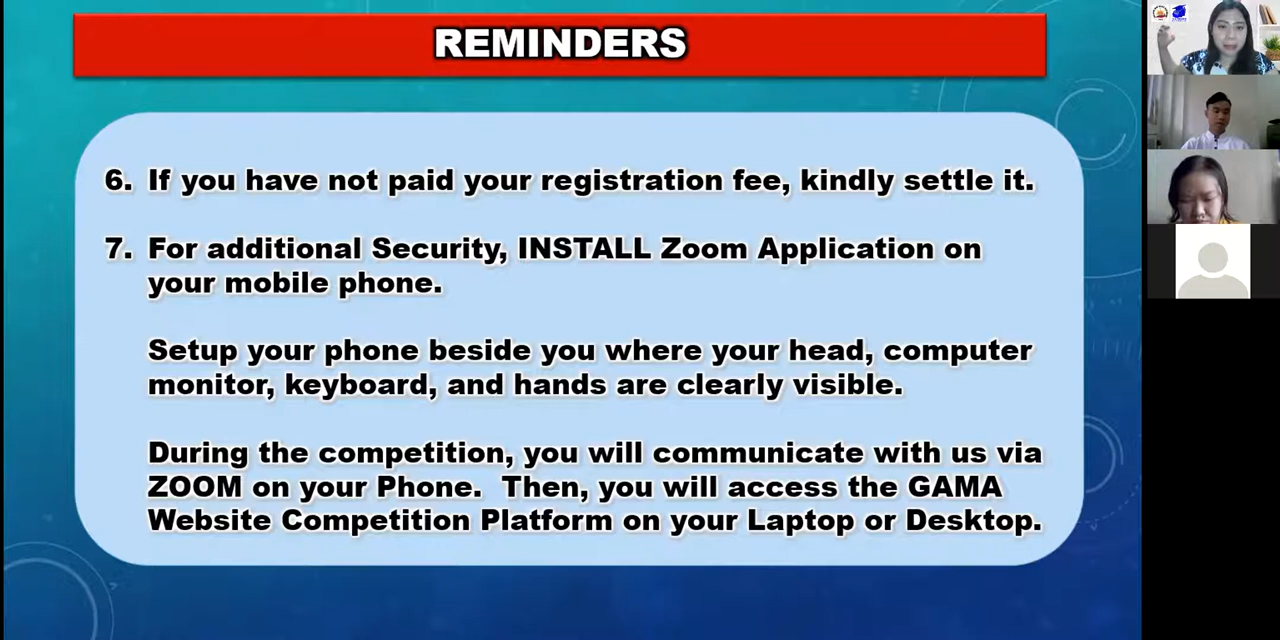 REMINDERS
6. If you have not paid your registration fee, kindly settle it.
7. For additional Security, INSTALL Zoom Application on
your mobile phone.
Setup your phone beside you where your head, computer
monitor, keyboard, and hands are clearly visible.
During the competition, you will communicate with us via
ZOOM on your Phone. Then, you will access the GAMA
Website Competition Platform on your Laptop or Desktop.